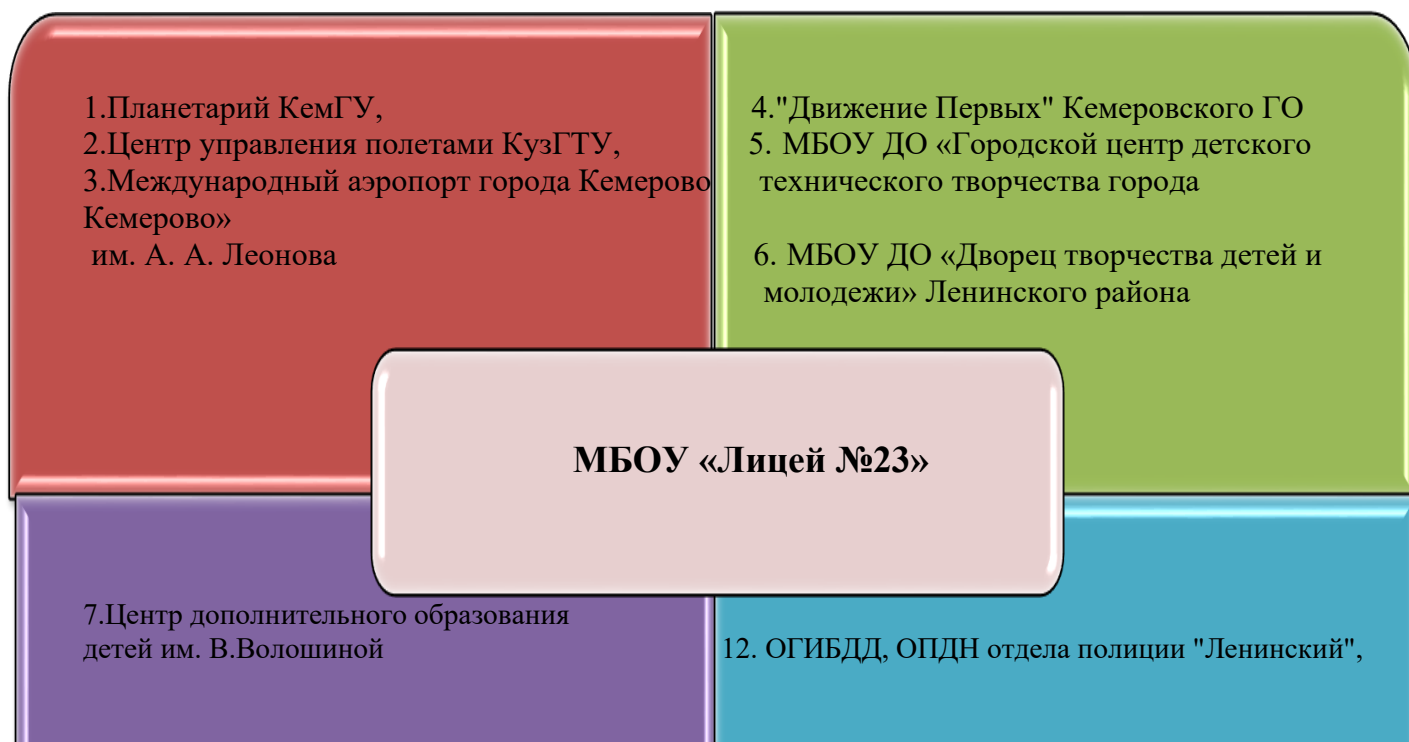 1.Планетарий КемГУ,
2.Центр управления полетами КузГТУ,
3.Международный аэропорт города Кемерово
Кемерово»
им. А. А. Леонова
4."Движение Первых" Кемеровского ГО
5. МБОУ ДО «Городской центр детского
технического творчества города
6. МБОУ ДО «Дворец творчества детей и
молодежи» Ленинского района
МБОУ «Лицей №23»
7.Центр дополнительного образования
детей им. В.Волошиной
12. ОГИБДД, ОПДН отдела полиции "Ленинский",